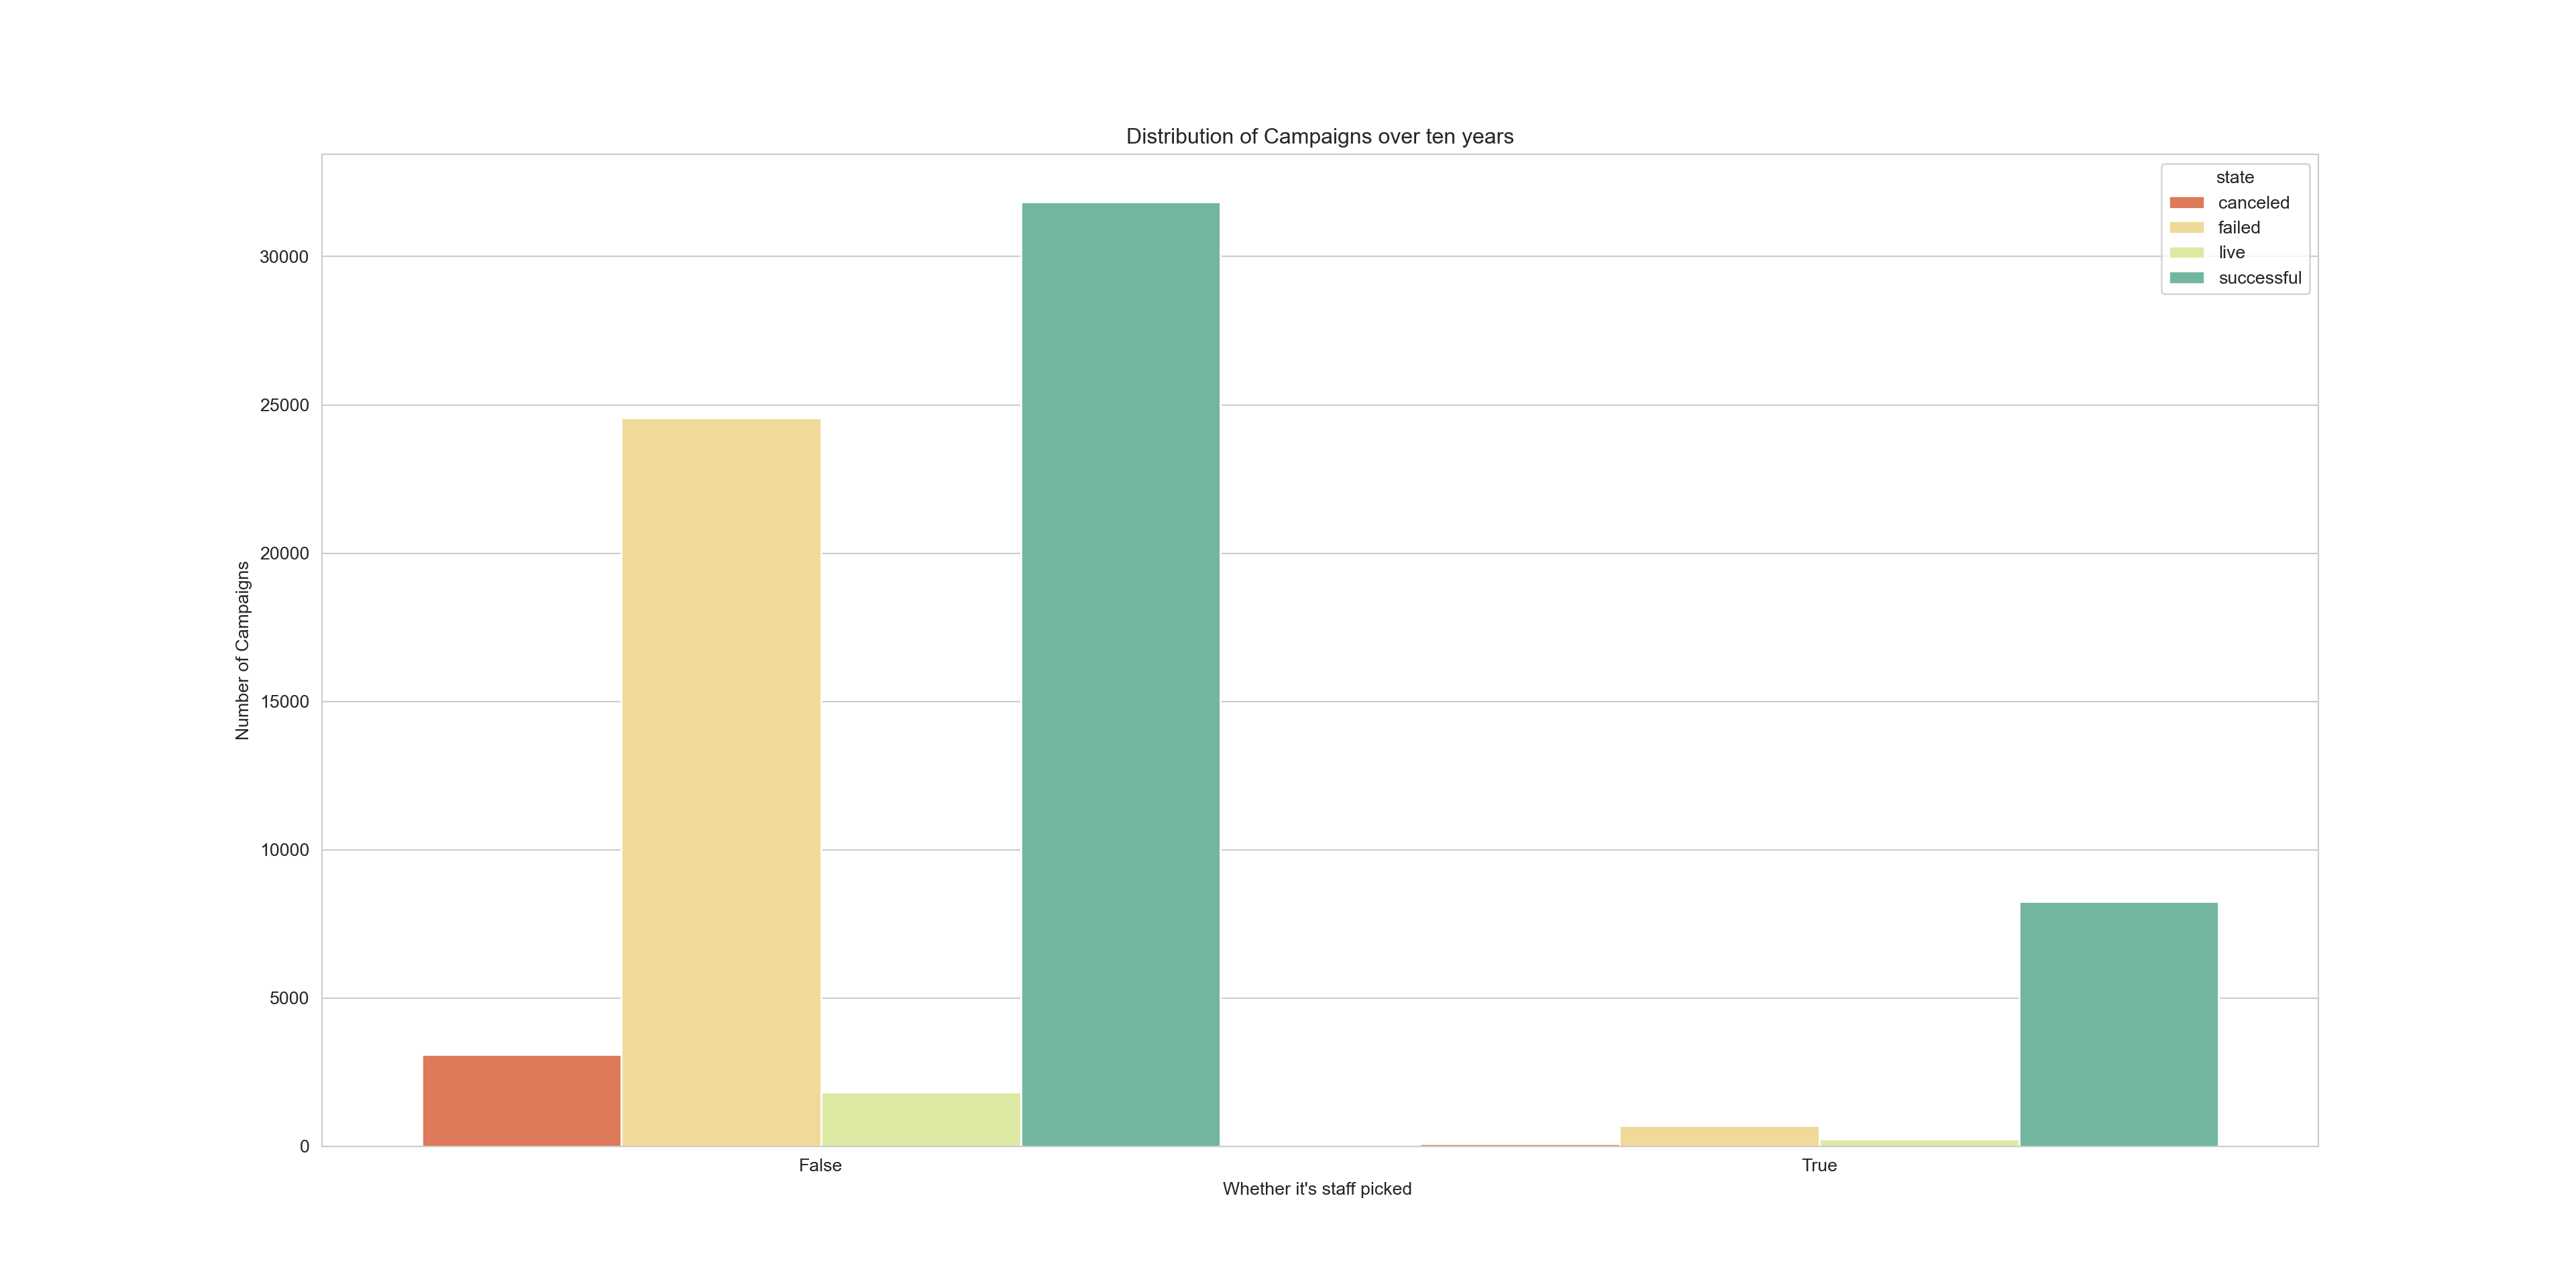 Distribution of Campaigns over ten years
state
canceled
failed
live
successful
30000
25000
20000
15000
10000
5000
0
Number of Campaigns
False
True
Whether it's staff picked